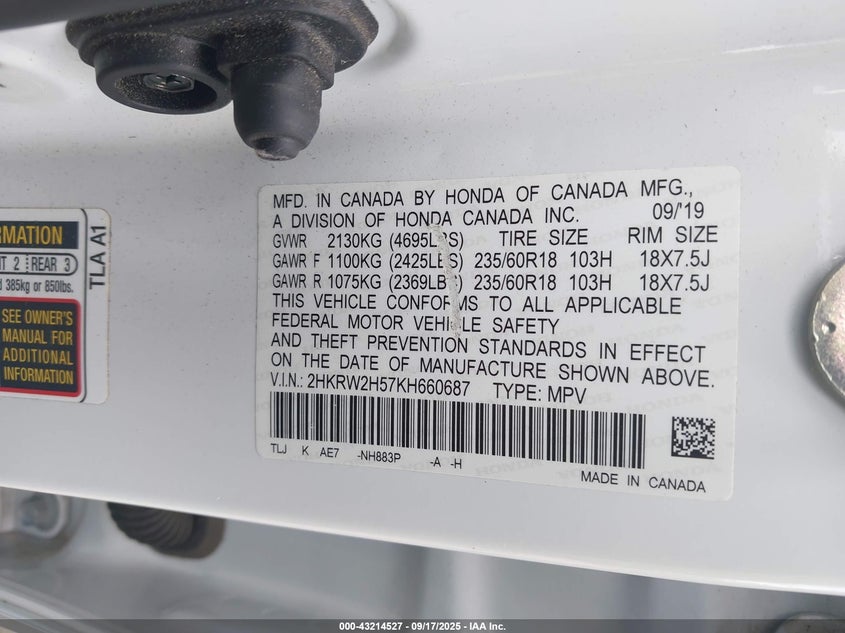 RMATION
T 2 REAR 3
d 385kg or 850lbs.
SEE OWNER'S
MANUAL FOR
ADDITIONAL
INFORMATION
TLA A1
MFD. IN CANADA BY HONDA OF CANADA MFG.,
A DIVISION OF HONDA CANADA INC. 09/'19
GVWR 2130KG (4695LBS) TIRE SIZE RIM SIZE
GAWR F 1100KG (2425LBS) 235/60R18 103H 18X7.5J
GAWR R 1075KG (2369LBS) 235/60R18 103H 18X7.5J
THIS VEHICLE CONFORMS TO ALL APPLICABLE
FEDERAL MOTOR VEHICLE SAFETY
AND THEFT PREVENTION STANDARDS IN EFFECT
ON THE DATE OF MANUFACTURE SHOWN ABOVE.
V.I.N.: 2HKRW2H57KH660687 TYPE: MPV
TLJ K AE7 -NH883P -A -H
MADE IN CANADA
000-43214527 - 09/17/2025 - IAA Inc.